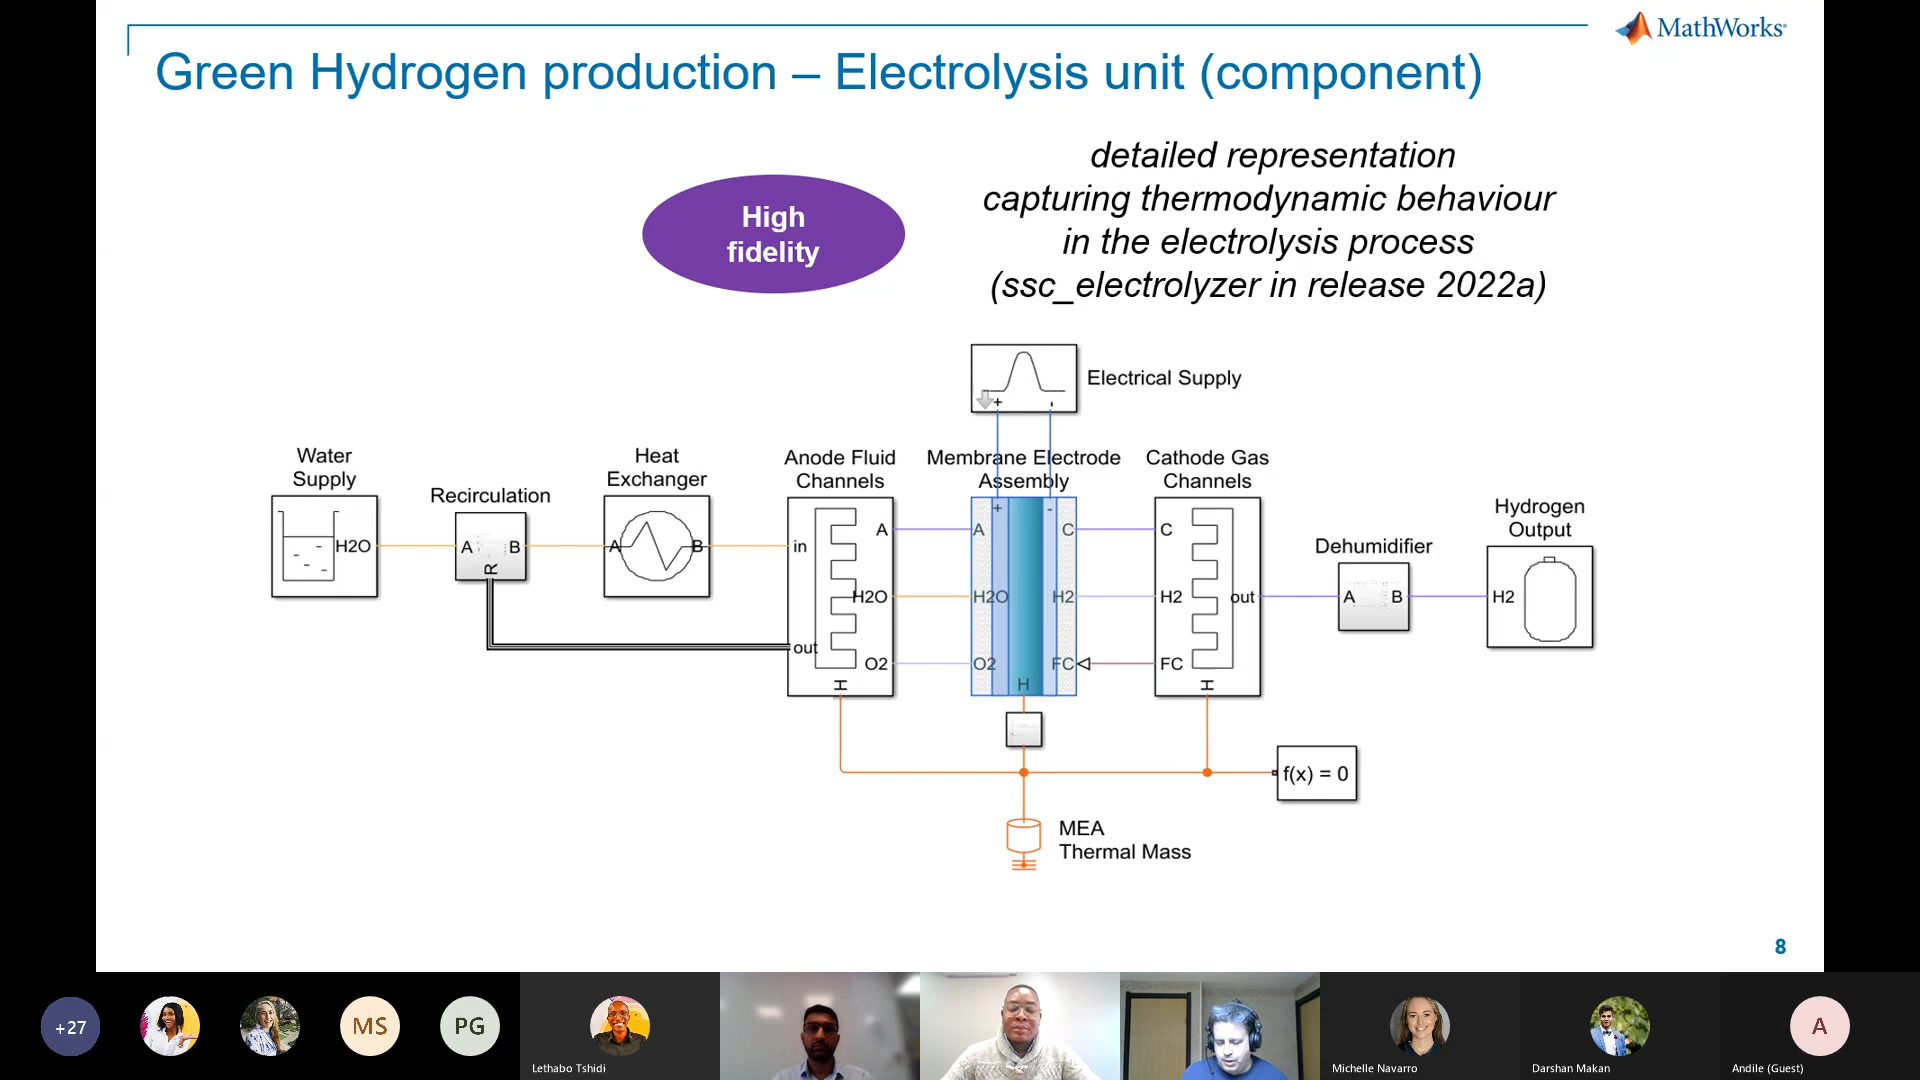 MathWorks
Green Hydrogen production – Electrolysis unit (component)
High
fidelity
detailed representation
capturing thermodynamic behaviour
in the electrolysis process
(ssc_electrolyzer in release 2022a)
Electrical Supply
+ -
Water
Supply
H2O
Recirculation
A B
R
Heat
Exchanger
A B
Anode Fluid
Channels
in
out
A
H2O
O2
H
Membrane Electrode
Assembly
+ -
A C
H2O H2
O2 FC
H
Cathode Gas
Channels
C
H2
FC
out
H
Dehumidifier
A B
Hydrogen
Output
H2
f(x) = 0
MEA
Thermal Mass
8
+27
MS
PG
Lethabo Tshidi
Michelle Navarro
Darshan Makan
A
Andile (Guest)